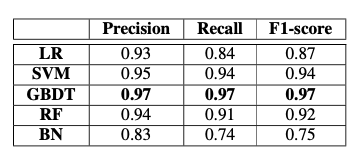 Precision Recall F1-score
LR 0.93 0.84 0.87
SVM 0.95 0.94 0.94
GBDT 0.97 0.97 0.97
RF 0.94 0.91 0.92
BN 0.83 0.74 0.75